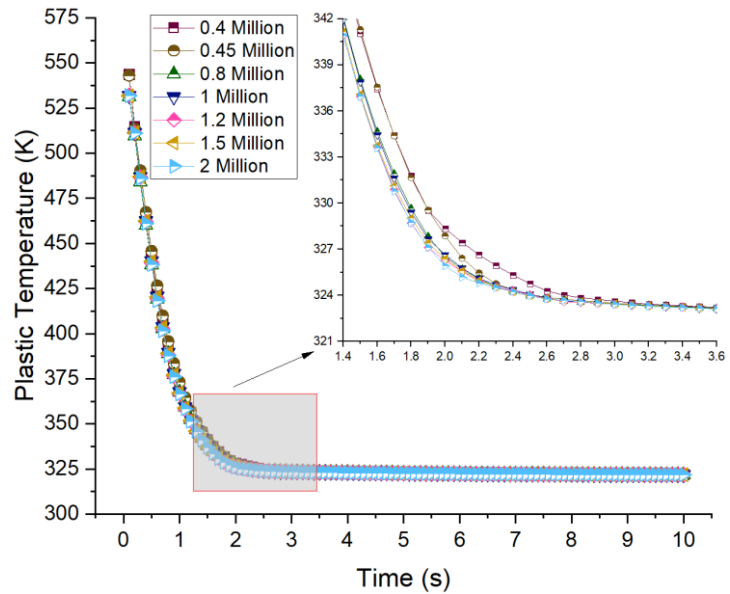 Plastic Temperature (K)
575
550
525
500
475
450
425
400
375
350
325
300
0 1 2 3 4 5 6 7 8 9 10
Time (s)
0.4 Million
0.45 Million
0.8 Million
1 Million
1.2 Million
1.5 Million
2 Million
342
339
336
333
330
327
324
321
1.4 1.6 1.8 2.0 2.2 2.4 2.6 2.8 3.0 3.2 3.4 3.6